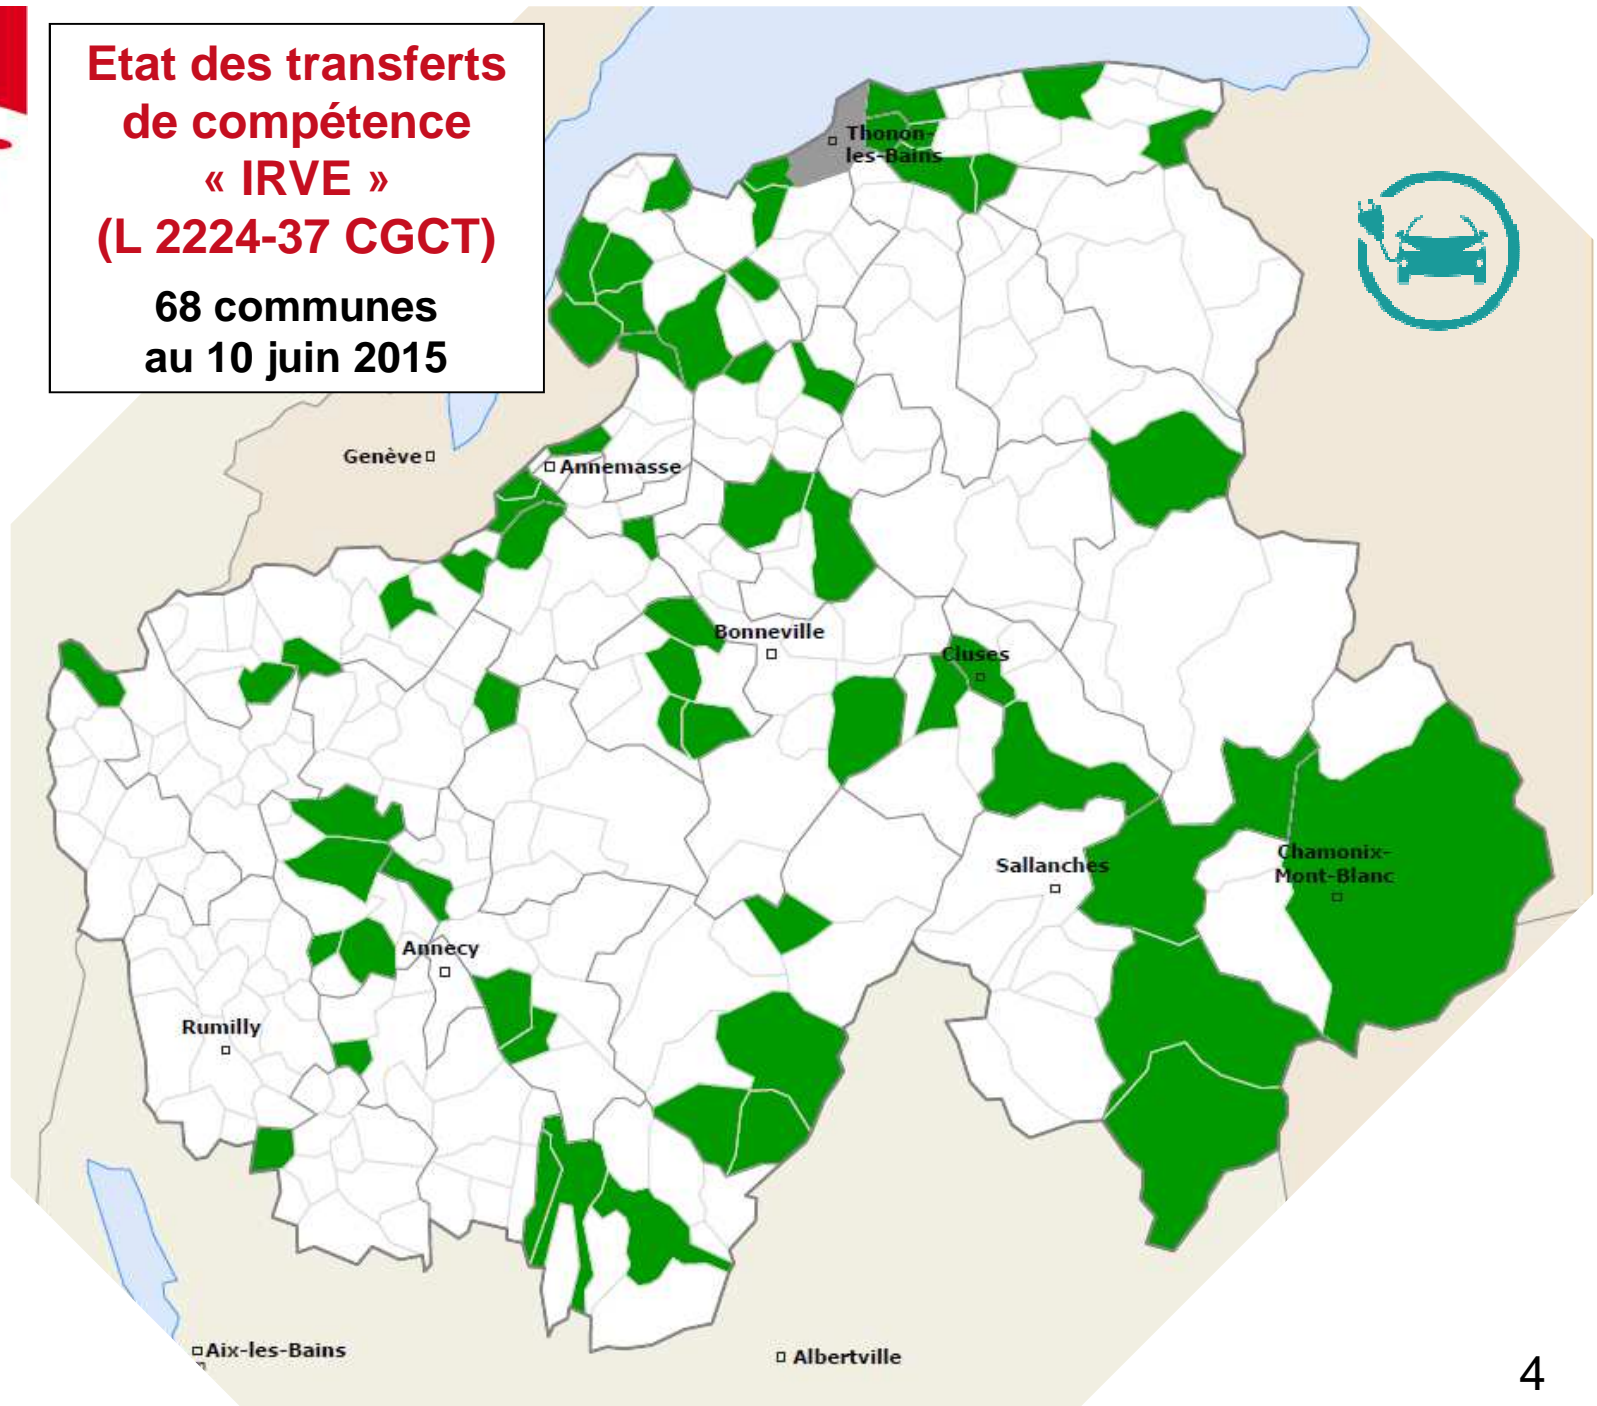 Etat des transferts
de compétence
« IRVE »
(L 2224-37 CGCT)
68 communes
au 10 juin 2015
Thonon-
les-Bains
Genève
Annemasse
Bonneville
Cluses
Sallanches
Chamonix-
Mont-Blanc
Annecy
Rumilly
Aix-les-Bains
Albertville
4